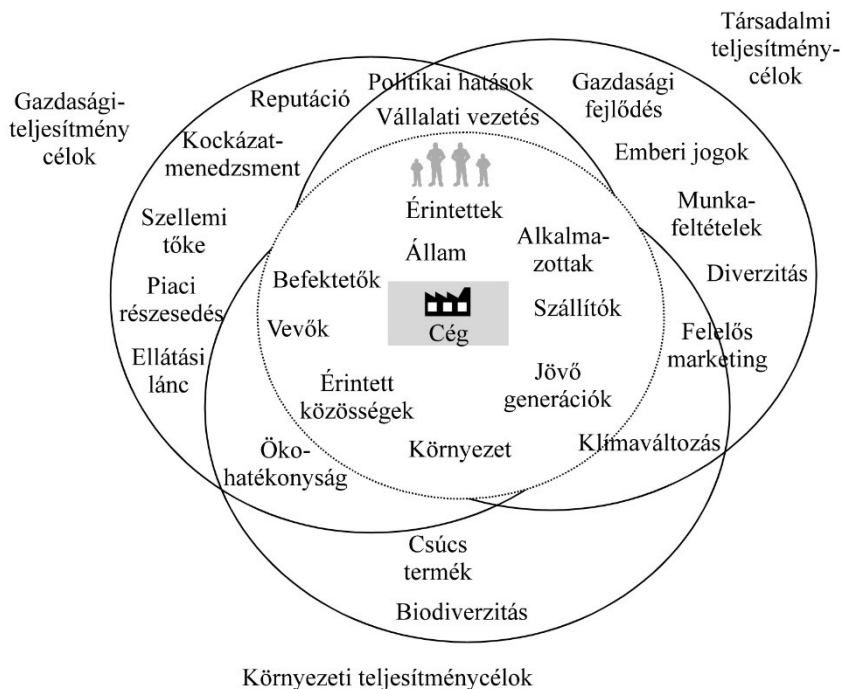 Társadalmi
teljesítmény-
célok
Gazdasági-
teljesítmény
célok
Politikai hatások
Vállalati vezetés
Reputáció
Kockázat-
menedzsment
Szellemi
tőke
Piaci
részesedés
Ellátási
lánc
Gazdasági
fejlődés
Emberi jogok
Munka-
feltételek
Diverzitás
Felelős
marketing
Klímaváltozás
Érintettek
Állam
Alkalma-
zottak
Befektetők
Szállítók
Vevők
Cég
Érintett
közösségek
Jövő
generációk
Környezet
Öko-
hatékonyság
Csúcs
termék
Biodiverzitás
Környezeti teljesítménycélok